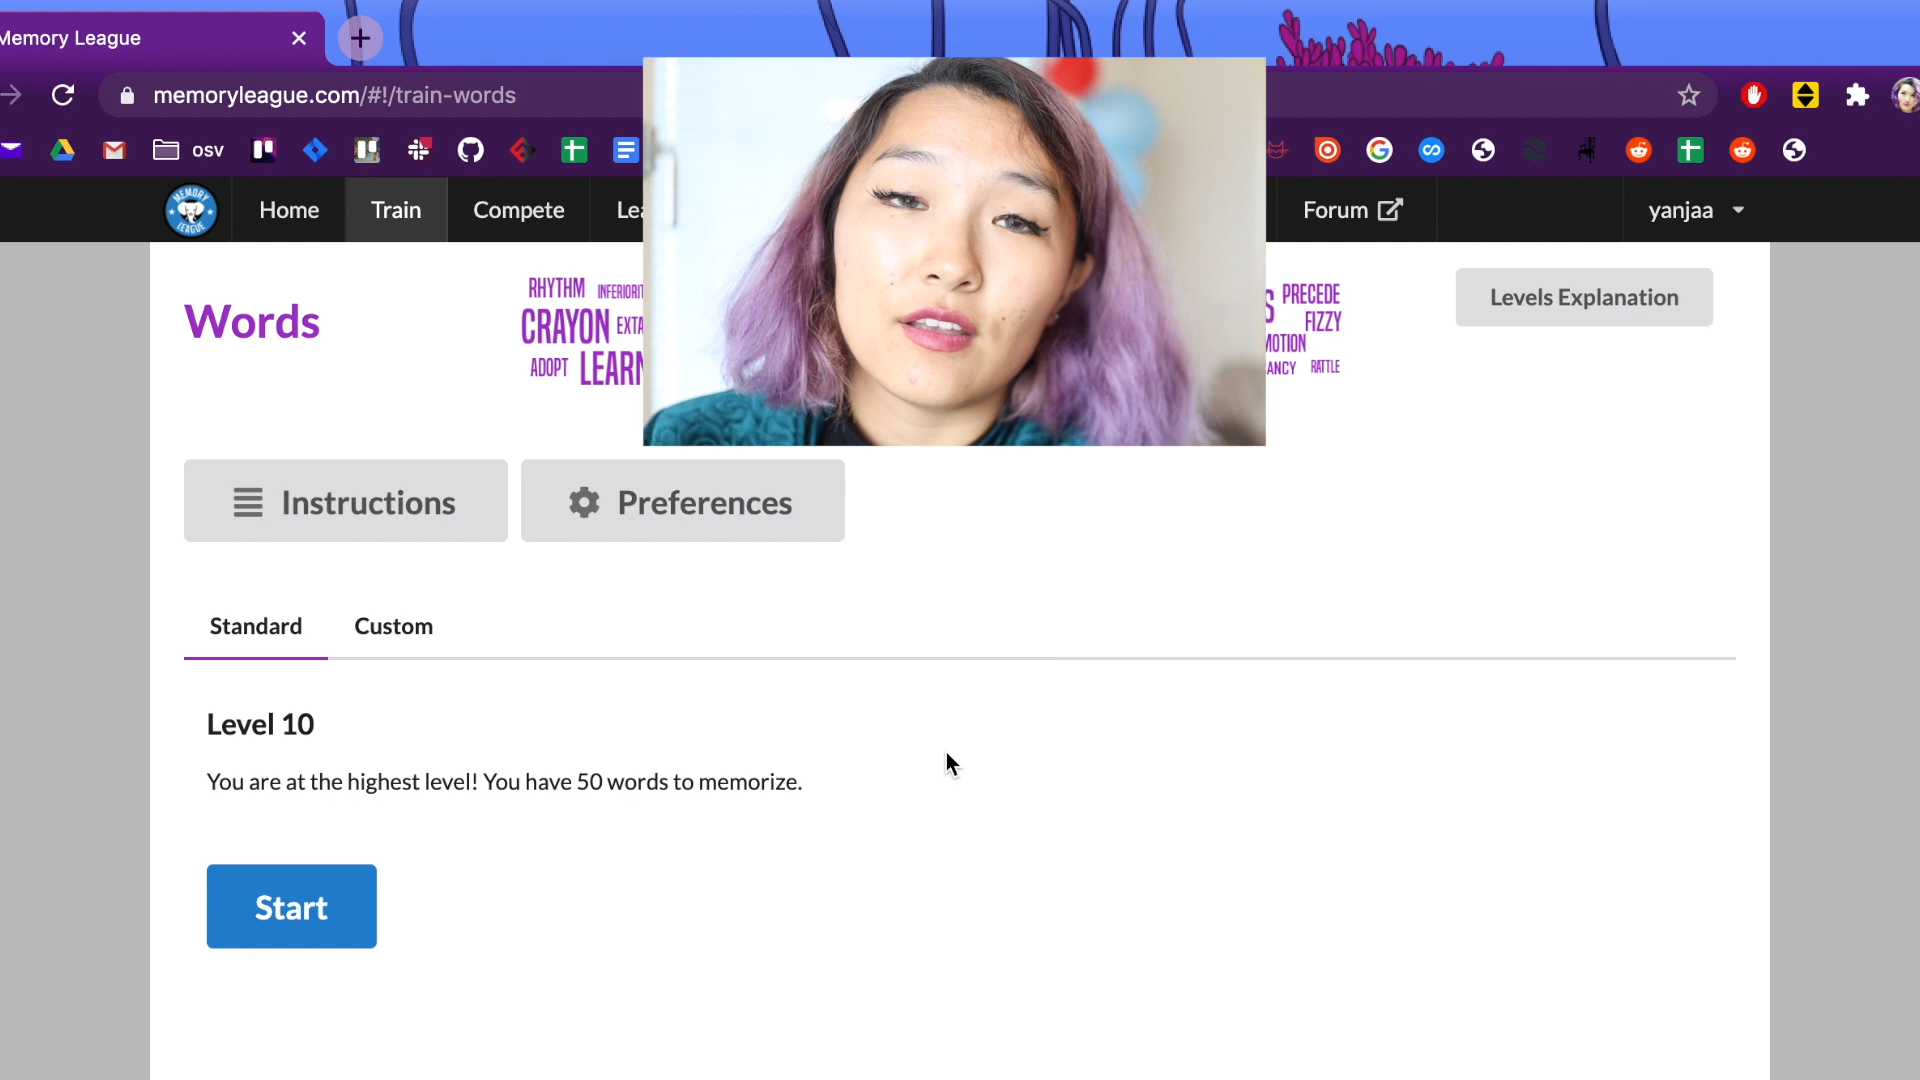 Memory League
memoryleague.com/#!/train-words
osv
MEMORY LEAGUE
Home
Train
Compete
Forum
yanjaa
Words
RHYTHM
CRAYON
ADOPT
PRECEDE
FIZZY
RATTLE
Levels Explanation
Instructions
Preferences
Standard
Custom
Level 10
You are at the highest level! You have 50 words to memorize.
Start